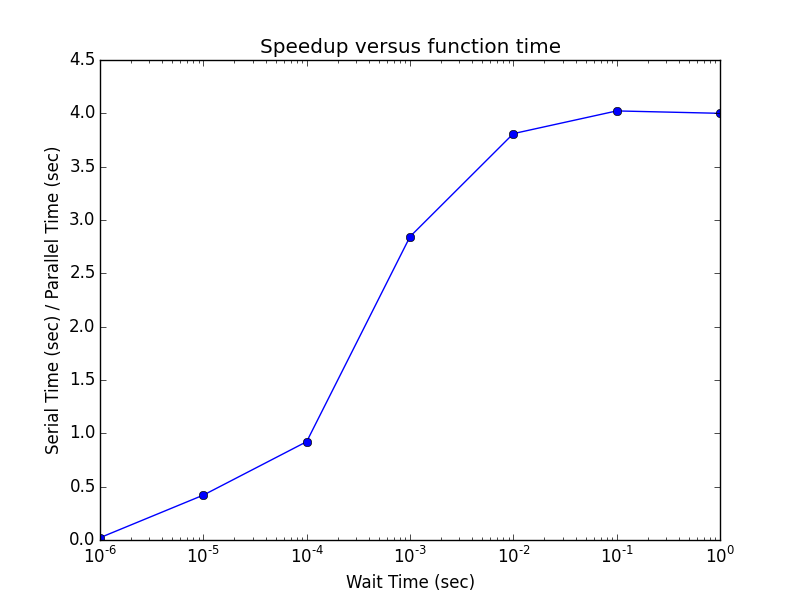 Speedup versus function time
Serial Time (sec) / Parallel Time (sec)
4.5
4.0
3.5
3.0
2.5
2.0
1.5
1.0
0.5
0.0
10⁻⁶ 10⁻⁵ 10⁻⁴ 10⁻³ 10⁻² 10⁻¹ 10⁰
Wait Time (sec)